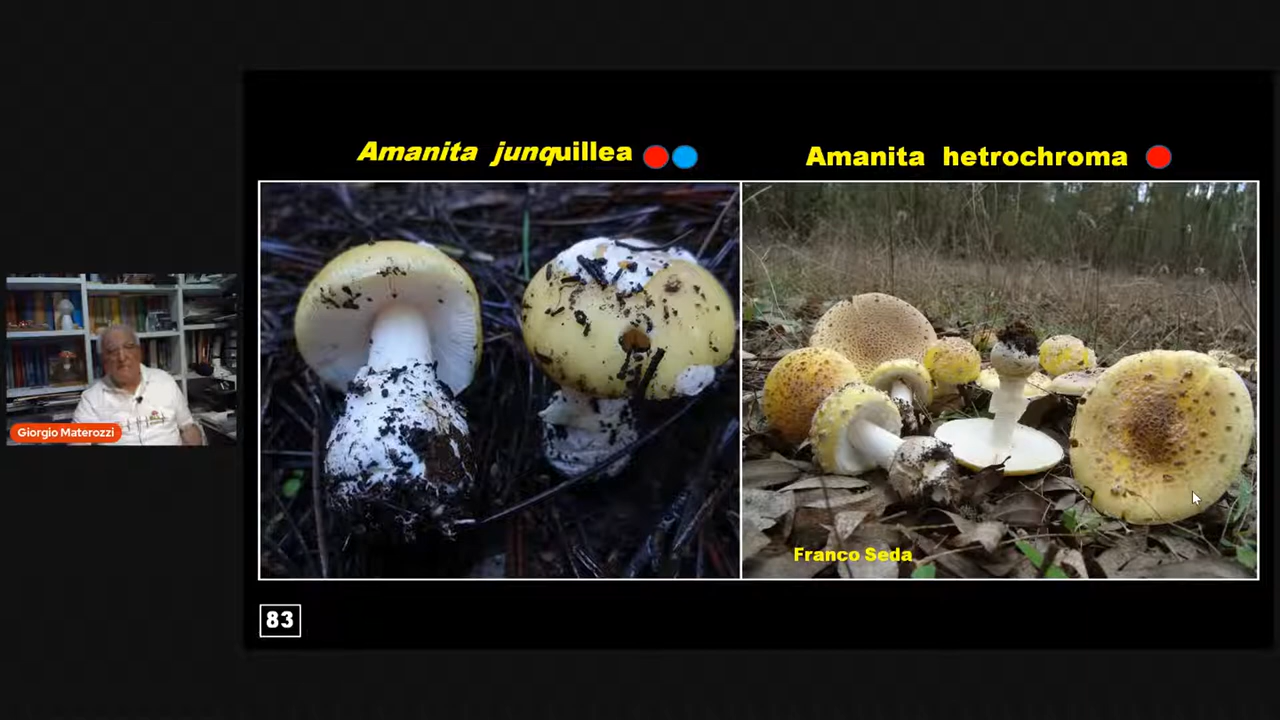 Amanita junquillea
Amanita hetrochroma
Giorgio Materozzi
Franco Seda
83